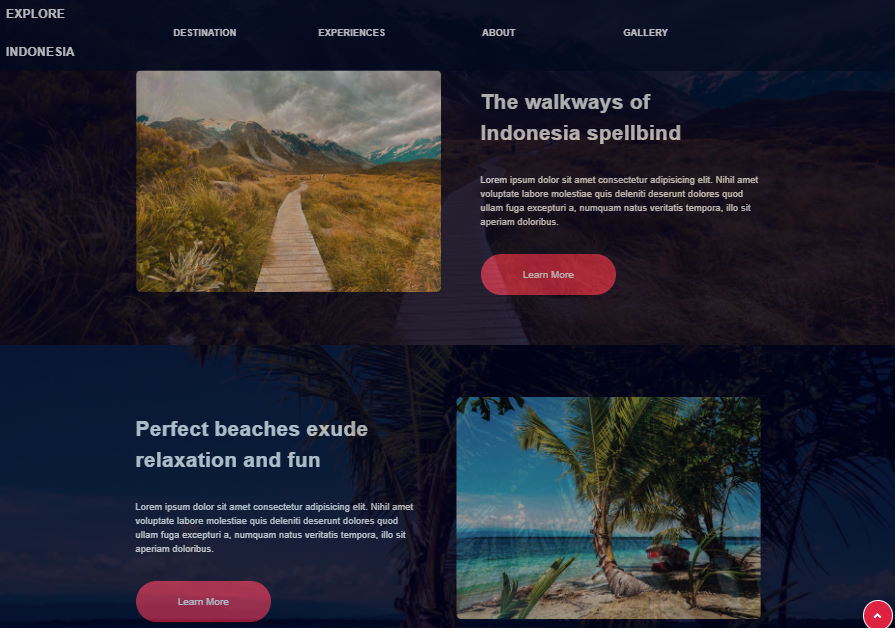 EXPLORE
INDONESIA
DESTINATION
EXPERIENCES
ABOUT
GALLERY
The walkways of
Indonesia spellbind
Lorem ipsum dolor sit amet consectetur adipisicing elit. Nihil amet
voluptate labore molestiae quis deleniti deserunt dolores quod
ullam fuga excepturi a, numquam natus veritatis tempora, illo sit
aperiam doloribus.
Learn More
Perfect beaches exude
relaxation and fun
Lorem ipsum dolor sit amet consectetur adipisicing elit. Nihil amet
voluptate labore molestiae quis deleniti deserunt dolores quod
ullam fuga excepturi a, numquam natus veritatis tempora, illo sit
aperiam doloribus.
Learn More